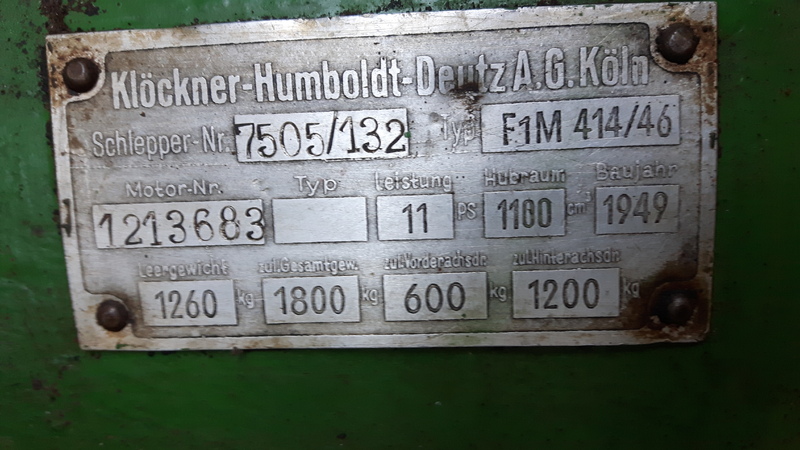 Klöckner-Humboldt-Deutz A.G. Köln
Schlepper-Nr. 7505/132 Typ F1M 414/46
Motor-Nr. Typ Leistung Hubraum Baujahr
1213683 11 PS 1100 cm³ 1949
Leergewicht zul.Gesamtgew. zul.Vorderachsdr. zul.Hinterachsdr.
1260 kg 1800 kg 600 kg 1200 kg